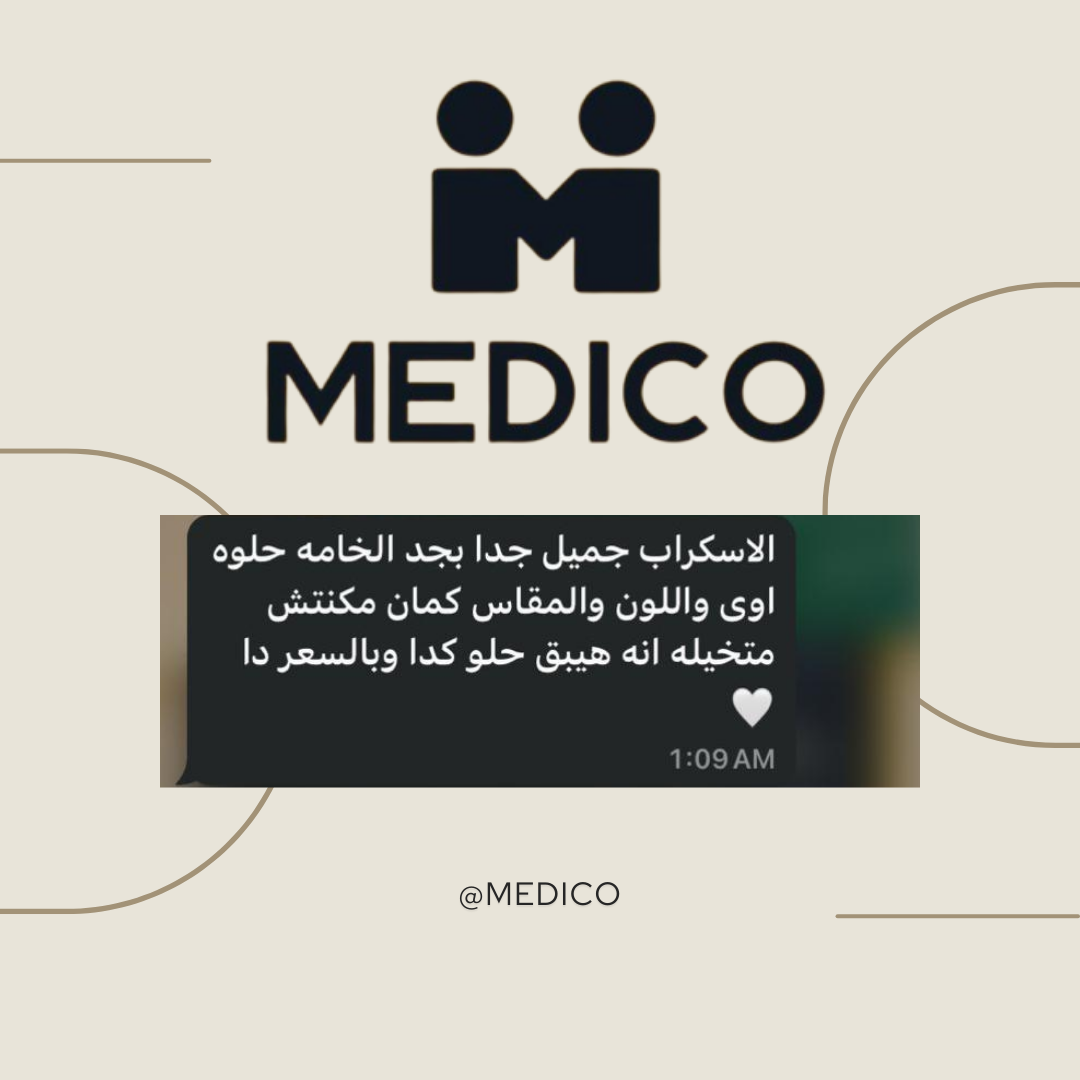 MEDICO
الاسكراب جميل جدا بجد الخامه حلوه
اوى واللون والمقاس كمان مكنتش
متخيله انه هيبق حلو كدا وبالسعر دا
🤍
1:09 AM
@MEDICO